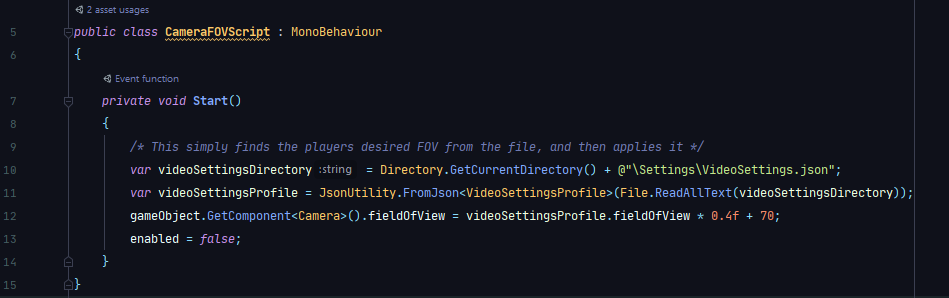 2 asset usages
5 public class CameraFOVScript : MonoBehaviour
6 {
Event function
7 private void Start()
8 {
9 /* This simply finds the players desired FOV from the file, and then applies it */
10 var videoSettingsDirectory :string = Directory.GetCurrentDirectory() + @"\Settings\VideoSettings.json";
11 var videoSettingsProfile = JsonUtility.FromJson<VideoSettingsProfile>(File.ReadAllText(videoSettingsDirectory));
12 gameObject.GetComponent<Camera>().fieldOfView = videoSettingsProfile.fieldOfView * 0.4f + 70;
13 enabled = false;
14 }
15 }